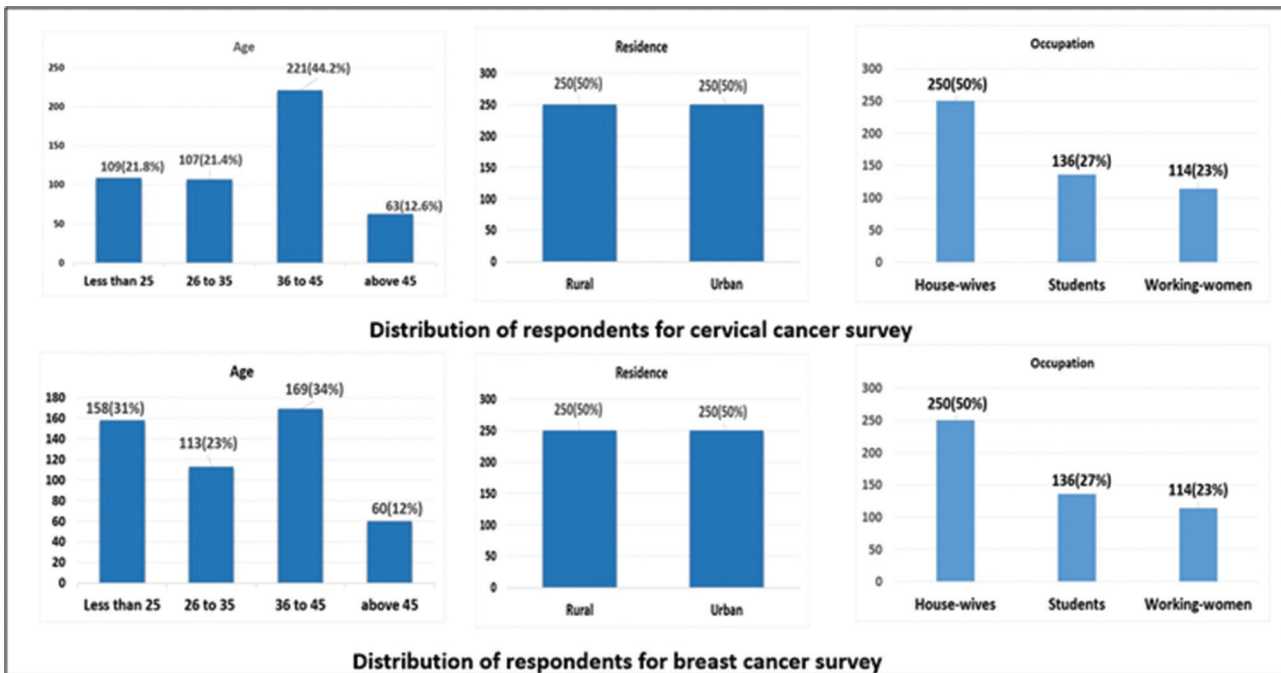 Age
250
200
150
100
50
0
109(21.8%)
107(21.4%)
221(44.2%)
63(12.6%)
Less than 25
26 to 35
36 to 45
above 45
Residence
300
250
200
150
100
50
0
250(50%)
250(50%)
Rural
Urban
Occupation
300
250
200
150
100
50
0
250(50%)
136(27%)
114(23%)
House-wives
Students
Working-women
Distribution of respondents for cervical cancer survey
Age
180
160
140
120
100
80
60
40
20
0
158(31%)
113(23%)
169(34%)
60(12%)
Less than 25
26 to 35
36 to 45
above 45
Residence
300
250
200
150
100
50
0
250(50%)
250(50%)
Rural
Urban
Occupation
300
250
200
150
100
50
0
250(50%)
136(27%)
114(23%)
House-wives
Students
Working-women
Distribution of respondents for breast cancer survey